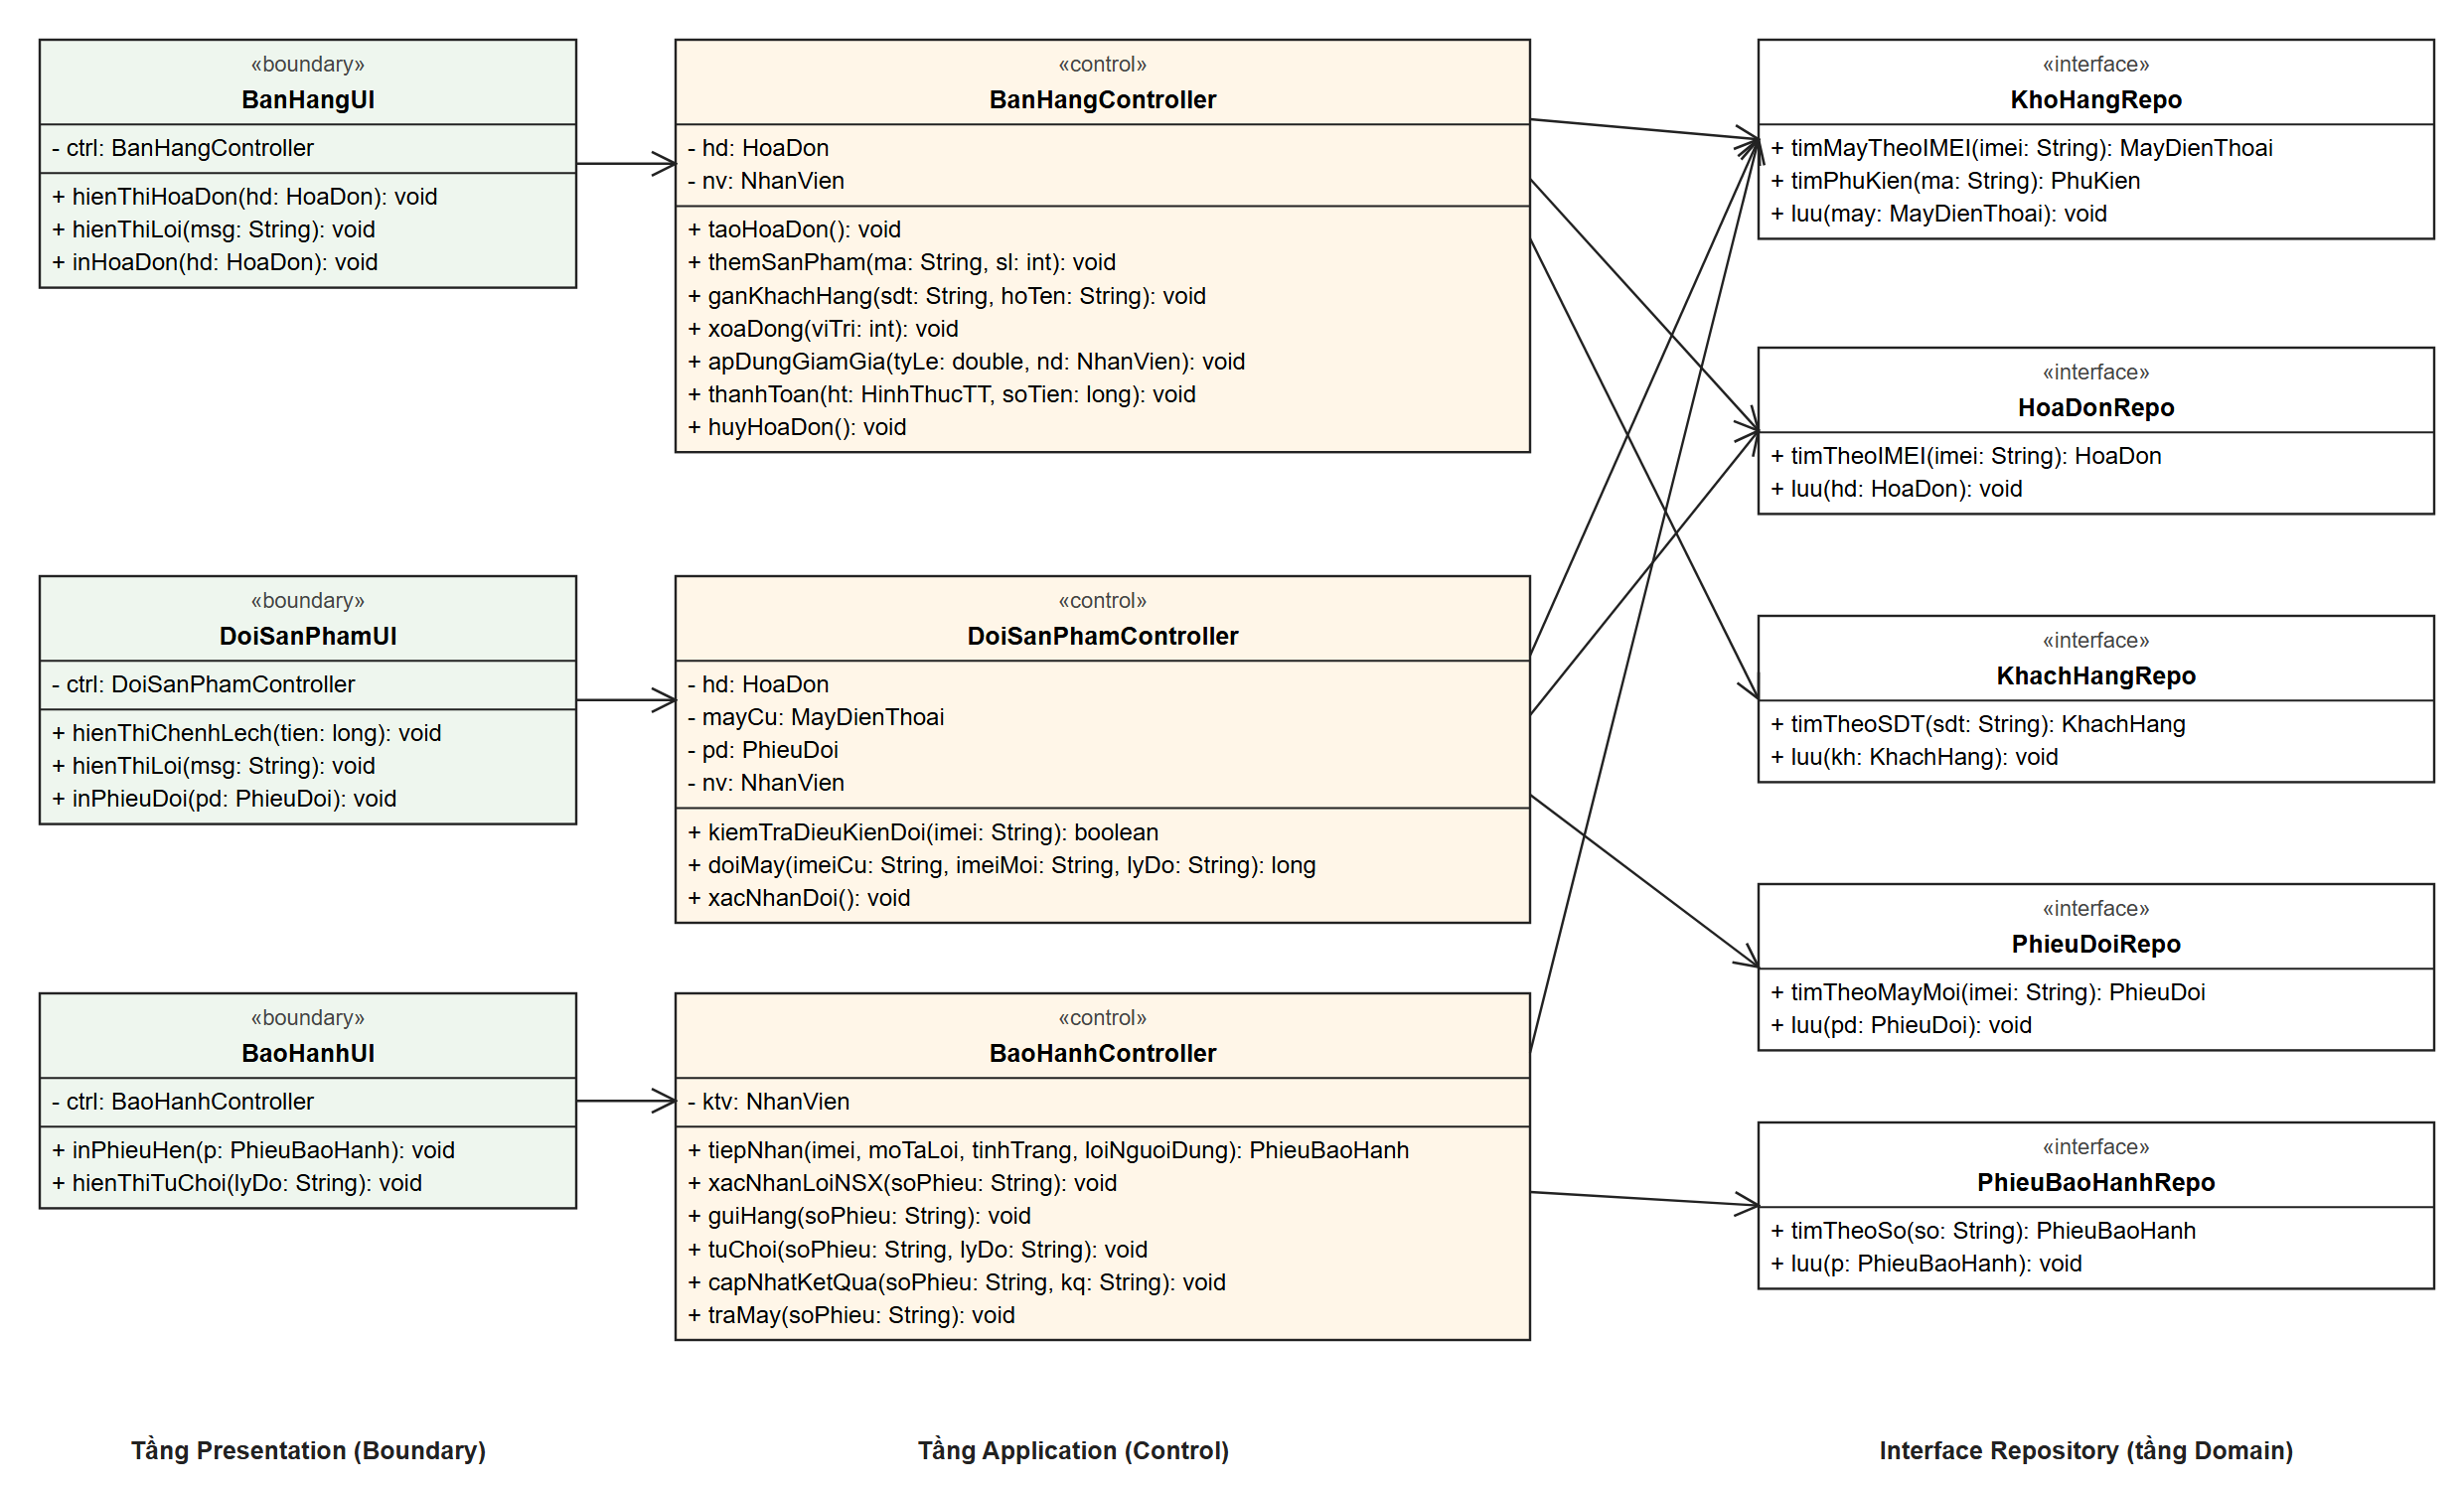 «boundary»
BanHangUI
- ctrl: BanHangController
+ hienThiHoaDon(hd: HoaDon): void
+ hienThiLoi(msg: String): void
+ inHoaDon(hd: HoaDon): void
«control»
BanHangController
- hd: HoaDon
- nv: NhanVien
+ taoHoaDon(): void
+ themSanPham(ma: String, sl: int): void
+ ganKhachHang(sdt: String, hoTen: String): void
+ xoaDong(viTri: int): void
+ apDungGiamGia(tyLe: double, nd: NhanVien): void
+ thanhToan(ht: HinhThucTT, soTien: long): void
+ huyHoaDon(): void
«interface»
KhoHangRepo
+ timMayTheoIMEI(imei: String): MayDienThoai
+ timPhuKien(ma: String): PhuKien
+ luu(may: MayDienThoai): void
«interface»
HoaDonRepo
+ timTheoIMEI(imei: String): HoaDon
+ luu(hd: HoaDon): void
«boundary»
DoiSanPhamUI
- ctrl: DoiSanPhamController
+ hienThiChenhLech(tien: long): void
+ hienThiLoi(msg: String): void
+ inPhieuDoi(pd: PhieuDoi): void
«control»
DoiSanPhamController
- hd: HoaDon
- mayCu: MayDienThoai
- pd: PhieuDoi
- nv: NhanVien
+ kiemTraDieuKienDoi(imei: String): boolean
+ doiMay(imeiCu: String, imeiMoi: String, lyDo: String): long
+ xacNhanDoi(): void
«interface»
KhachHangRepo
+ timTheoSDT(sdt: String): KhachHang
+ luu(kh: KhachHang): void
«interface»
PhieuDoiRepo
+ timTheoMayMoi(imei: String): PhieuDoi
+ luu(pd: PhieuDoi): void
«boundary»
BaoHanhUI
- ctrl: BaoHanhController
+ inPhieuHen(p: PhieuBaoHanh): void
+ hienThiTuChoi(lyDo: String): void
«control»
BaoHanhController
- ktv: NhanVien
+ tiepNhan(imei, moTaLoi, tinhTrang, loiNguoiDung): PhieuBaoHanh
+ xacNhanLoiNSX(soPhieu: String): void
+ guiHang(soPhieu: String): void
+ tuChoi(soPhieu: String, lyDo: String): void
+ capNhatKetQua(soPhieu: String, kq: String): void
+ traMay(soPhieu: String): void
«interface»
PhieuBaoHanhRepo
+ timTheoSo(so: String): PhieuBaoHanh
+ luu(p: PhieuBaoHanh): void
Tầng Presentation (Boundary)
Tầng Application (Control)
Interface Repository (tầng Domain)